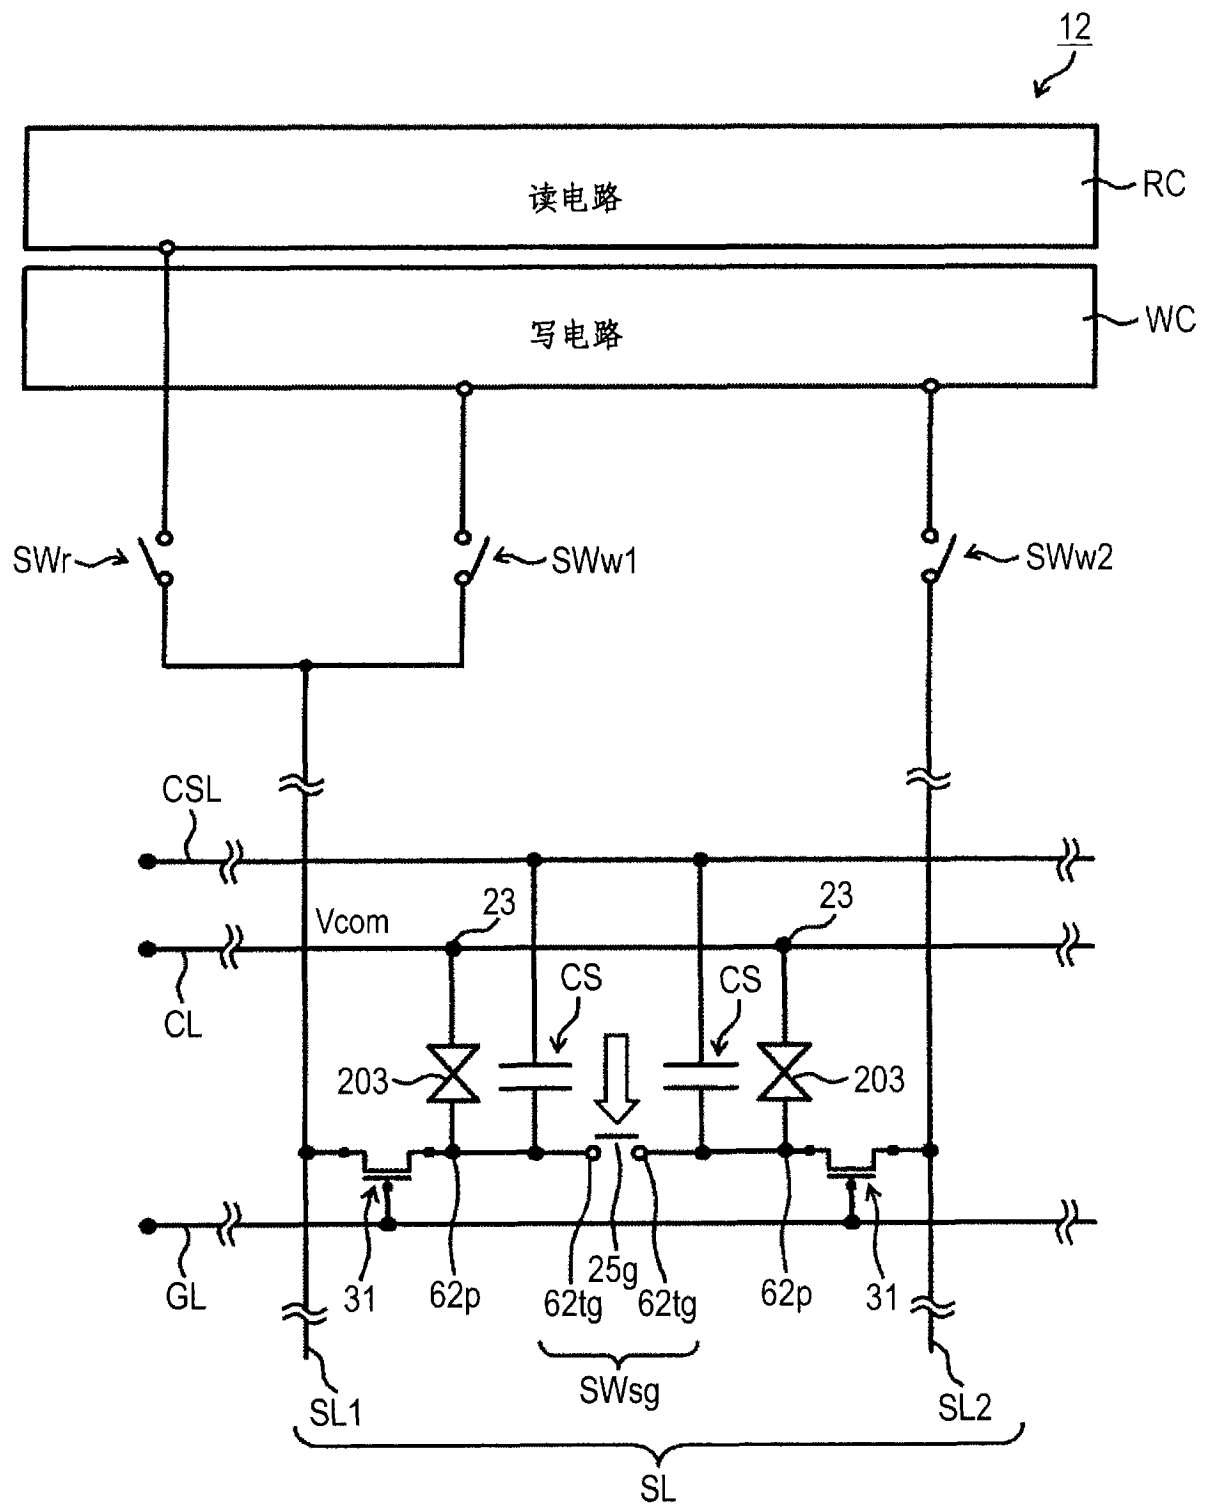 12
读电路
RC
写电路
WC
SWr
SWw1
SWw2
CSL
Vcom
23
23
CL
CS
CS
203
203
GL
31
62p
62tg
25g
62tg
62p
31
SWsg
SL1
SL2
SL